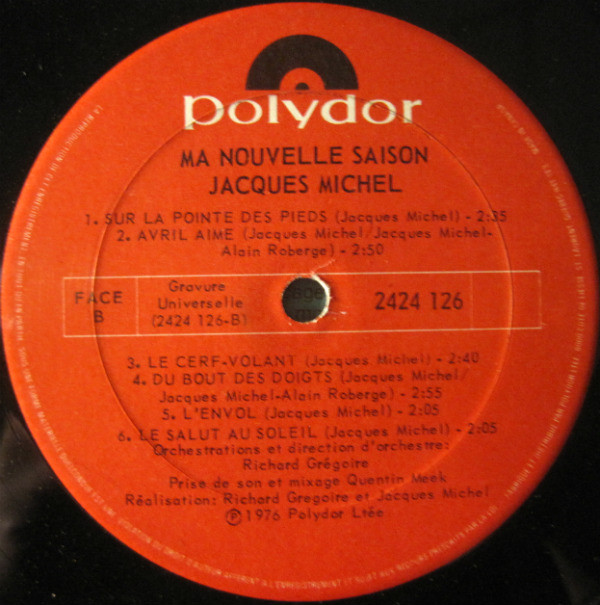 polydor
MA NOUVELLE SAISON
JACQUES MICHEL
1. SUR LA POINTE DES PIEDS (Jacques Michel) - 2:35
2. AVRIL AIME (Jacques Michel/Jacques Michel-
Alain Roberge) - 2:50
FACE
B
Gravure
Universelle
(2424 126-B)
2424 126
3. LE CERF-VOLANT (Jacques Michel) - 2:40
4. DU BOUT DES DOIGTS (Jacques Michel/
Jacques Michel-Alain Roberge) - 2:55
5. L'ENVOL (Jacques Michel) - 2:05
6. LE SALUT AU SOLEIL (Jacques Michel) - 2:05
Orchestrations et direction d'orchestre:
Richard Grégoire
Prise de son et mixage Quentin Meek
Réalisation: Richard Gregoire et Jacques Michel
Ⓟ 1976 Polydor Ltée